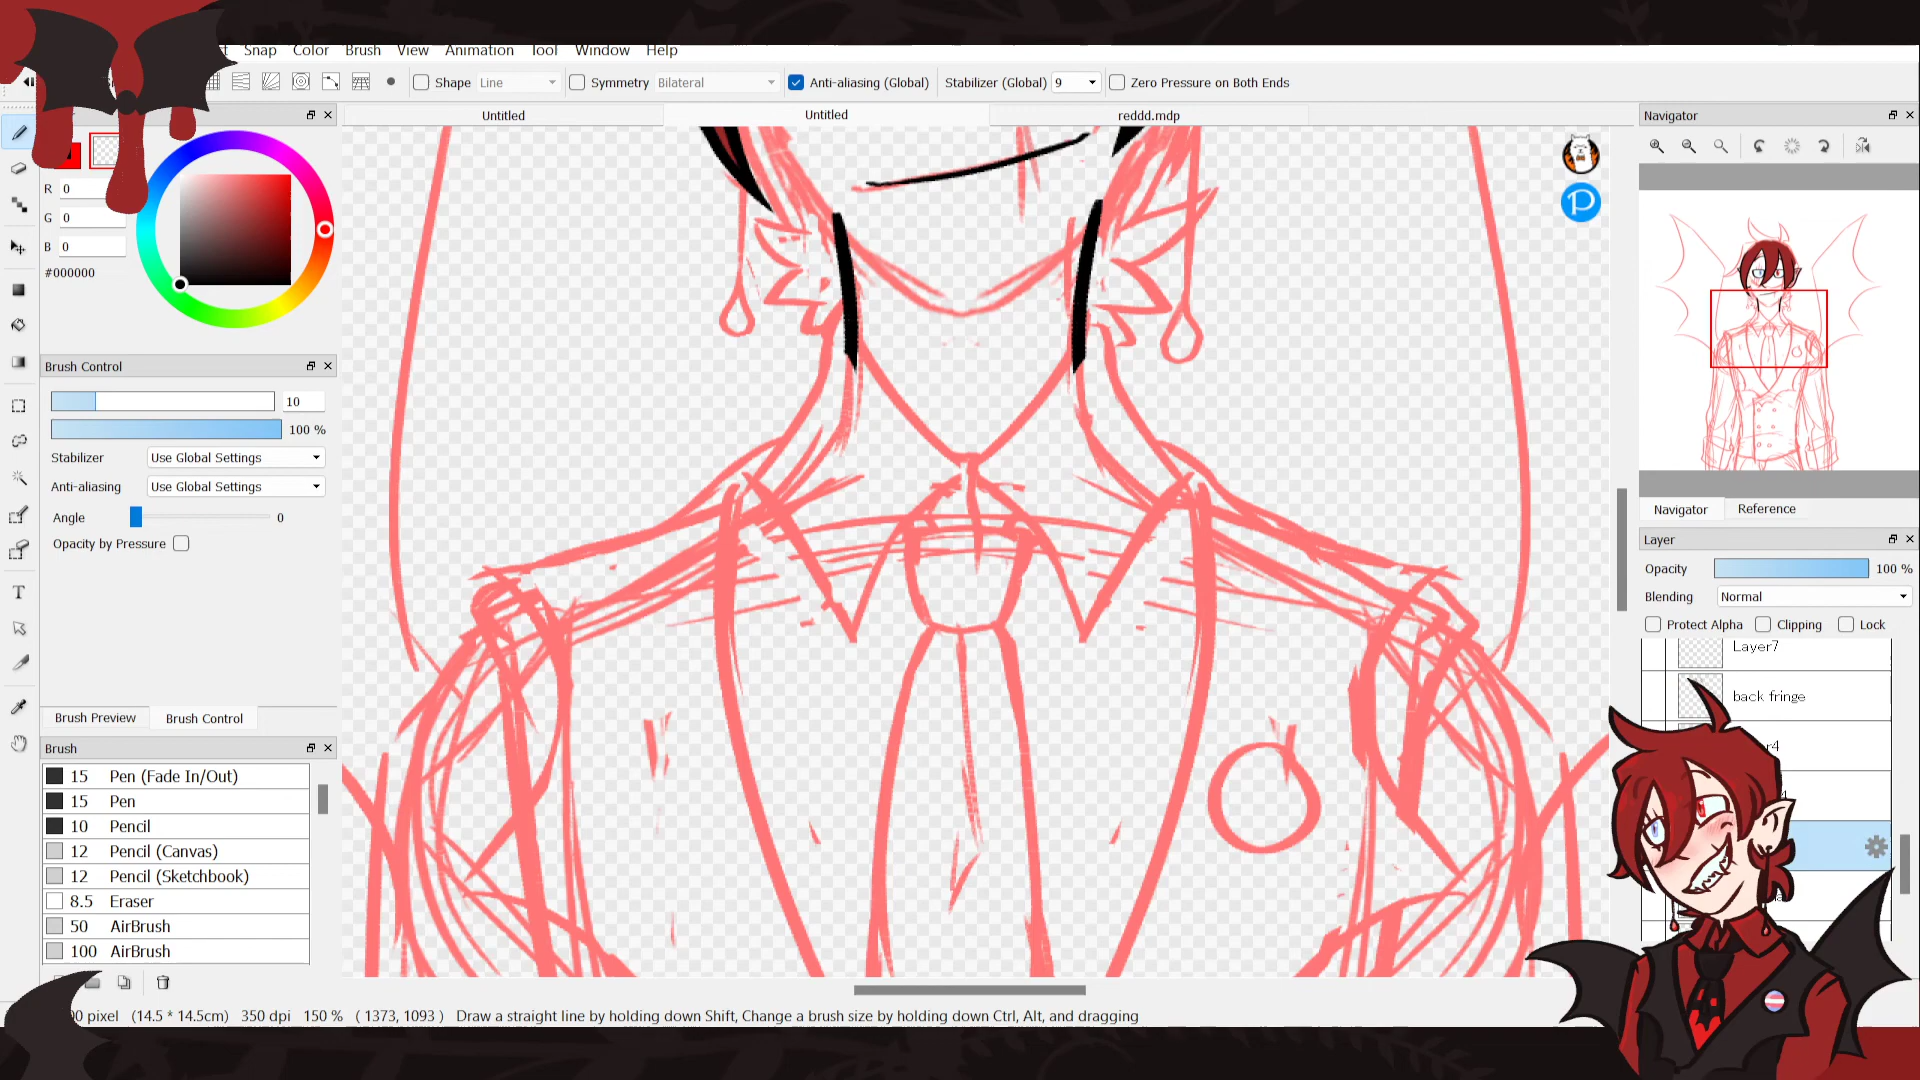 Snap Color Brush View Animation Tool Window Help
Shape Line Symmetry Bilateral Anti-aliasing (Global) Stabilizer (Global) 9 Zero Pressure on Both Ends
Untitled Untitled reddd.mdp
R 0
G 0
B 0
#000000
Brush Control
10
100 %
Stabilizer Use Global Settings
Anti-aliasing Use Global Settings
Angle 0
Opacity by Pressure
Brush Preview Brush Control
Brush
15 Pen (Fade In/Out)
15 Pen
10 Pencil
12 Pencil (Canvas)
12 Pencil (Sketchbook)
8.5 Eraser
50 AirBrush
100 AirBrush
pixel (14.5 * 14.5cm) 350 dpi 150 % ( 1373, 1093 ) Draw a straight line by holding down Shift, Change a brush size by holding down Ctrl, Alt, and dragging
Navigator
Navigator Reference
Layer
Opacity 100 %
Blending Normal
Protect Alpha Clipping Lock
Layer7
back fringe